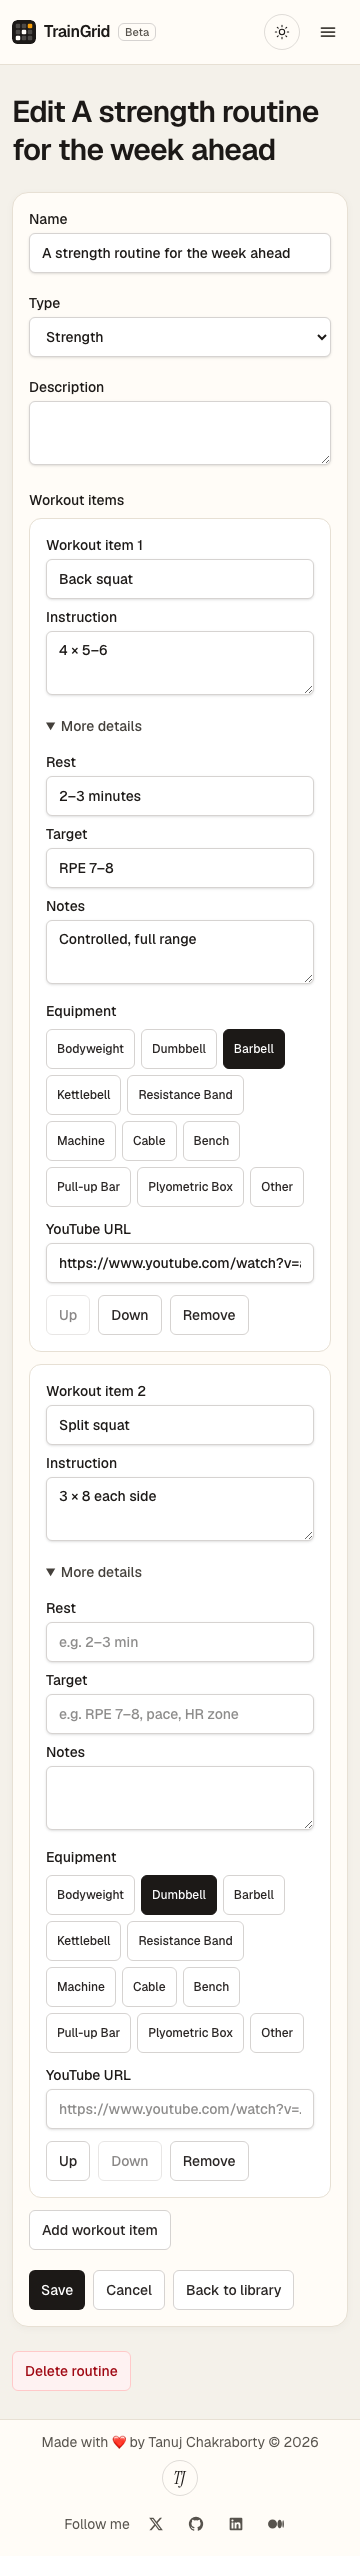 TrainGrid Beta
Edit A strength routine
for the week ahead
Name
A strength routine for the week ahead
Type
Strength
Description
Workout items
Workout item 1
Back squat
Instruction
4 × 5–6
More details
Rest
2–3 minutes
Target
RPE 7–8
Notes
Controlled, full range
Equipment
Bodyweight Dumbbell Barbell
Kettlebell Resistance Band
Machine Cable Bench
Pull-up Bar Plyometric Box Other
YouTube URL
https://www.youtube.com/watch?v=
Up Down Remove
Workout item 2
Split squat
Instruction
3 × 8 each side
More details
Rest
e.g. 2–3 min
Target
e.g. RPE 7–8, pace, HR zone
Notes
Equipment
Bodyweight Dumbbell Barbell
Kettlebell Resistance Band
Machine Cable Bench
Pull-up Bar Plyometric Box Other
YouTube URL
https://www.youtube.com/watch?v=..
Up Down Remove
Add workout item
Save Cancel Back to library
Delete routine
Made with ❤️ by Tanuj Chakraborty © 2026
TJ
Follow me